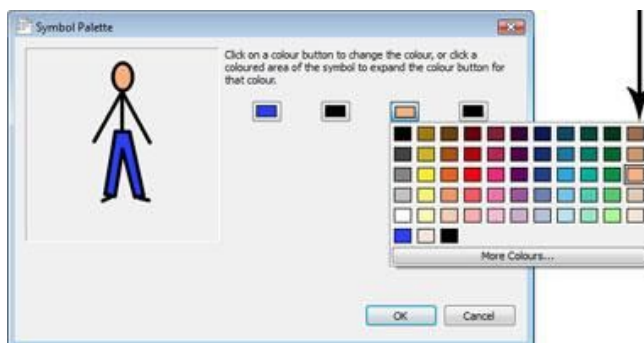 Symbol Palette
Click on a colour button to change the colour, or click a
coloured area of the symbol to expand the colour button for
that colour.
More Colours...
OK
Cancel